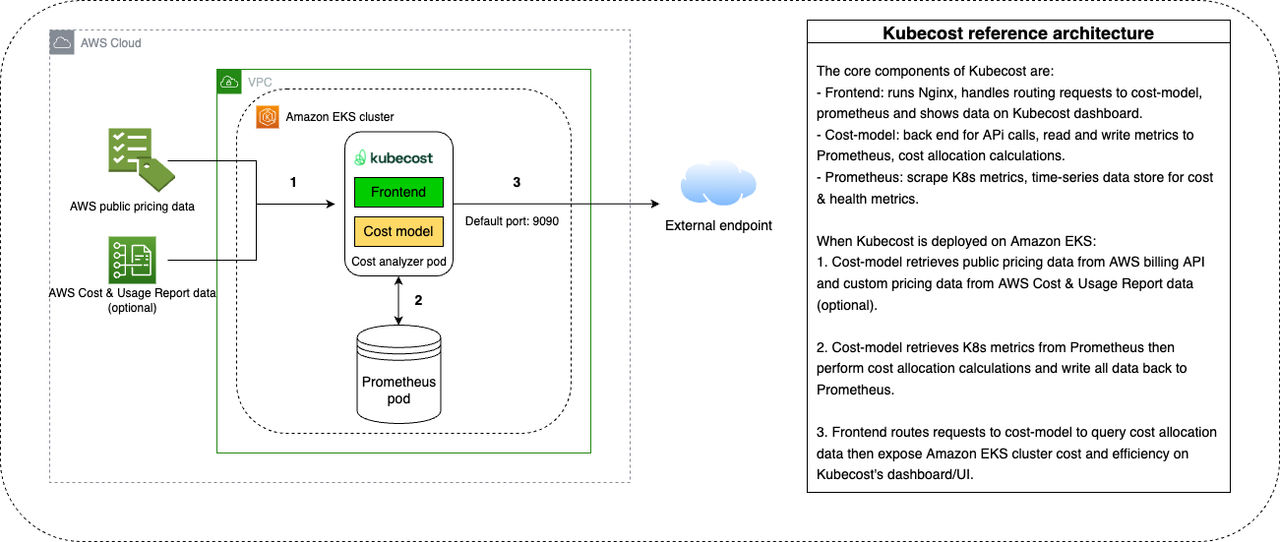 AWS Cloud
VPC
Amazon EKS cluster
AWS public pricing data
AWS Cost & Usage Report data
(optional)
1
kubecost
Frontend
Cost model
Cost analyzer pod
2
Prometheus
pod
3
Default port: 9090
External endpoint
Kubecost reference architecture
The core components of Kubecost are:
- Frontend: runs Nginx, handles routing requests to cost-model,
prometheus and shows data on Kubecost dashboard.
- Cost-model: back end for APi calls, read and write metrics to
Prometheus, cost allocation calculations.
- Prometheus: scrape K8s metrics, time-series data store for cost
& health metrics.
When Kubecost is deployed on Amazon EKS:
1. Cost-model retrieves public pricing data from AWS billing API
and custom pricing data from AWS Cost & Usage Report data
(optional).
2. Cost-model retrieves K8s metrics from Prometheus then
perform cost allocation calculations and write all data back to
Prometheus.
3. Frontend routes requests to cost-model to query cost allocation
data then expose Amazon EKS cluster cost and efficiency on
Kubecost's dashboard/UI.